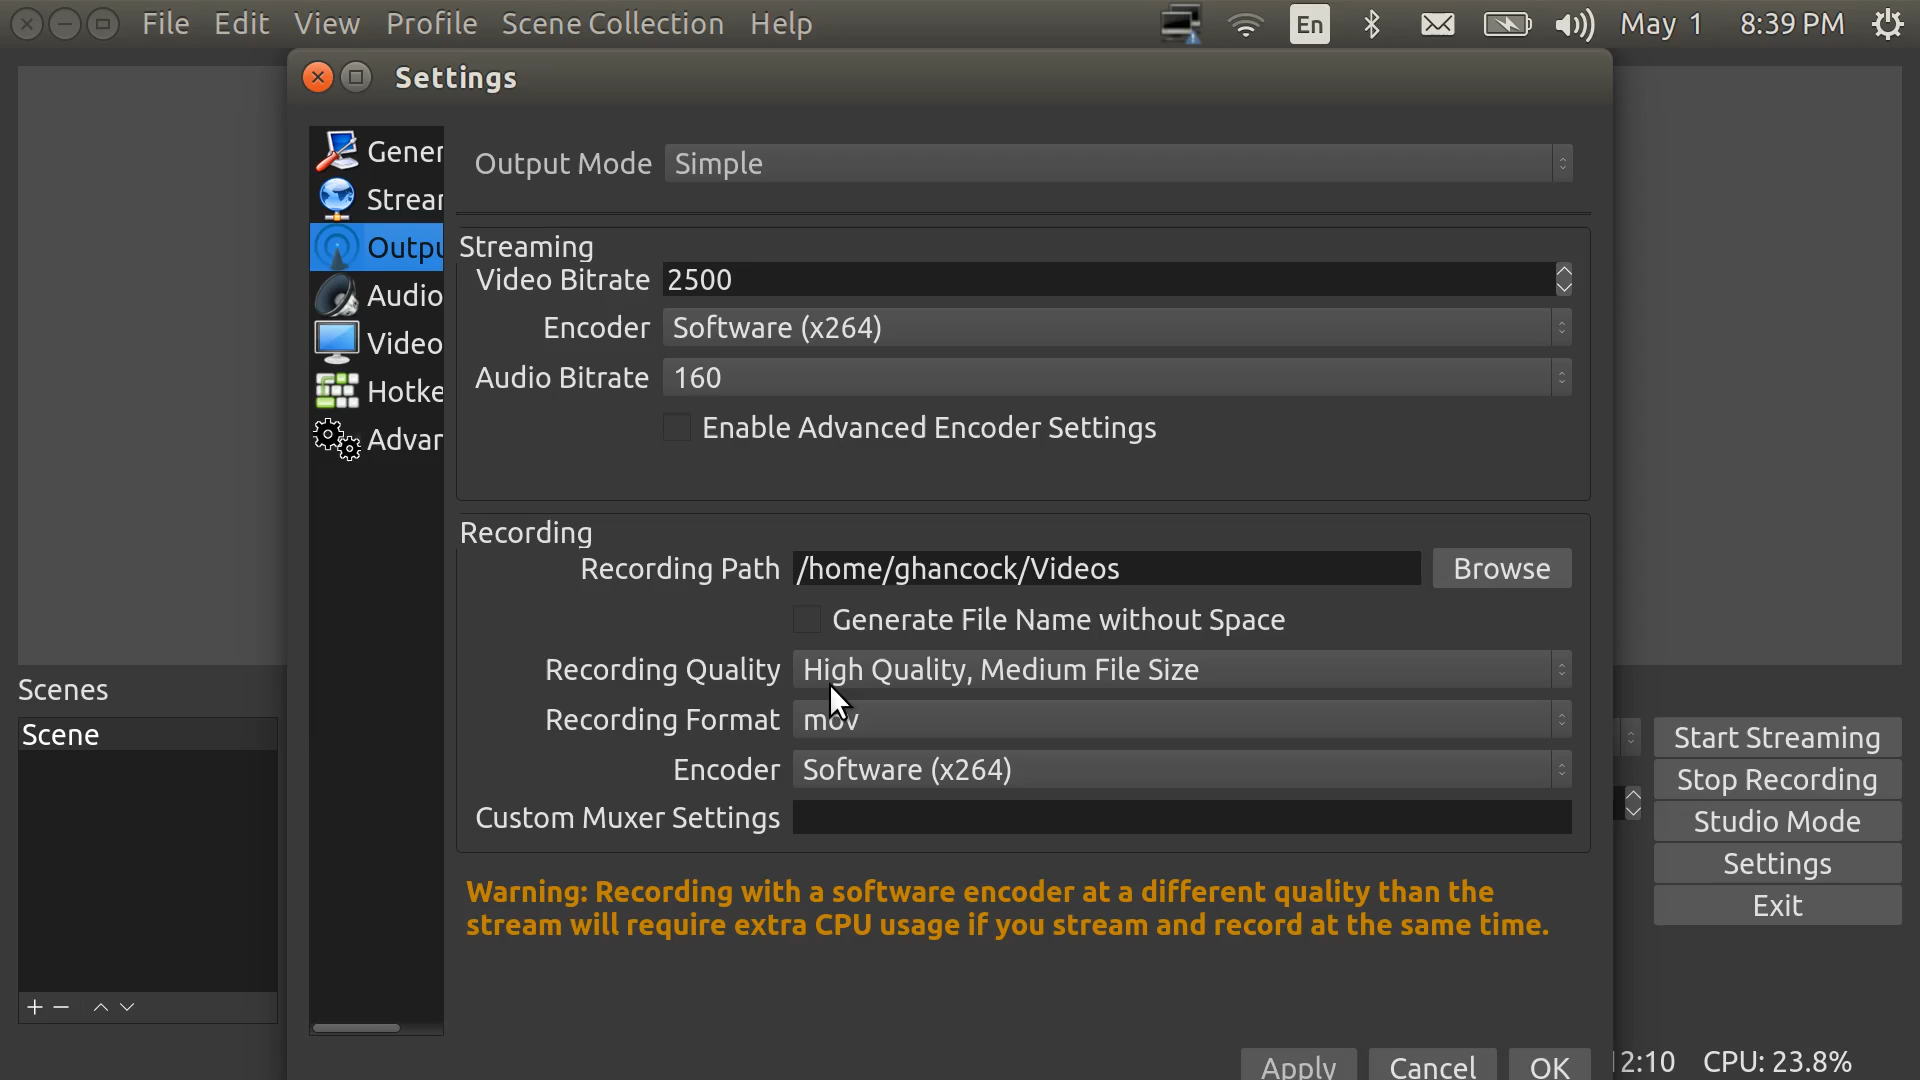 File Edit View Profile Scene Collection Help En May 1 8:39 PM
Settings
Gener
Strear
Outpu
Audio
Video
Hotke
Advar
Output Mode Simple
Streaming
Video Bitrate 2500
Encoder Software (x264)
Audio Bitrate 160
Enable Advanced Encoder Settings
Recording
Recording Path /home/ghancock/Videos Browse
Generate File Name without Space
Recording Quality High Quality, Medium File Size
Recording Format mov
Encoder Software (x264)
Custom Muxer Settings
Warning: Recording with a software encoder at a different quality than the
stream will require extra CPU usage if you stream and record at the same time.
Apply Cancel OK
Scenes
Scene
Start Streaming
Stop Recording
Studio Mode
Settings
Exit
2:10 CPU: 23.8%